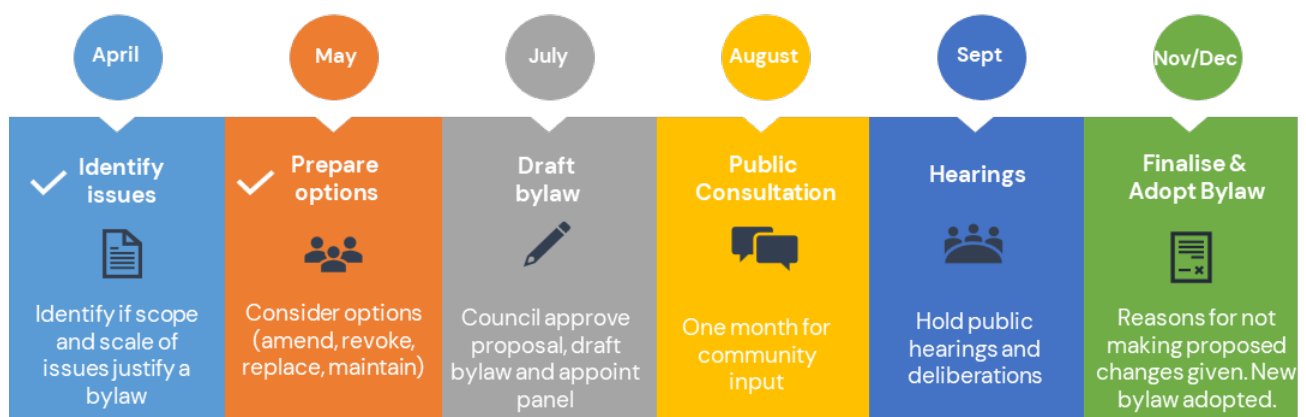 April
Identify
issues
Identify if scope
and scale of
issues justify a
bylaw
May
Prepare
options
Consider options
(amend, revoke,
replace, maintain)
July
Draft
bylaw
Council approve
proposal, draft
bylaw and appoint
panel
August
Public
Consultation
One month for
community
input
Sept
Hearings
Hold public
hearings and
deliberations
Nov/Dec
Finalise &
Adopt Bylaw
Reasons for not
making proposed
changes given. New
bylaw adopted.